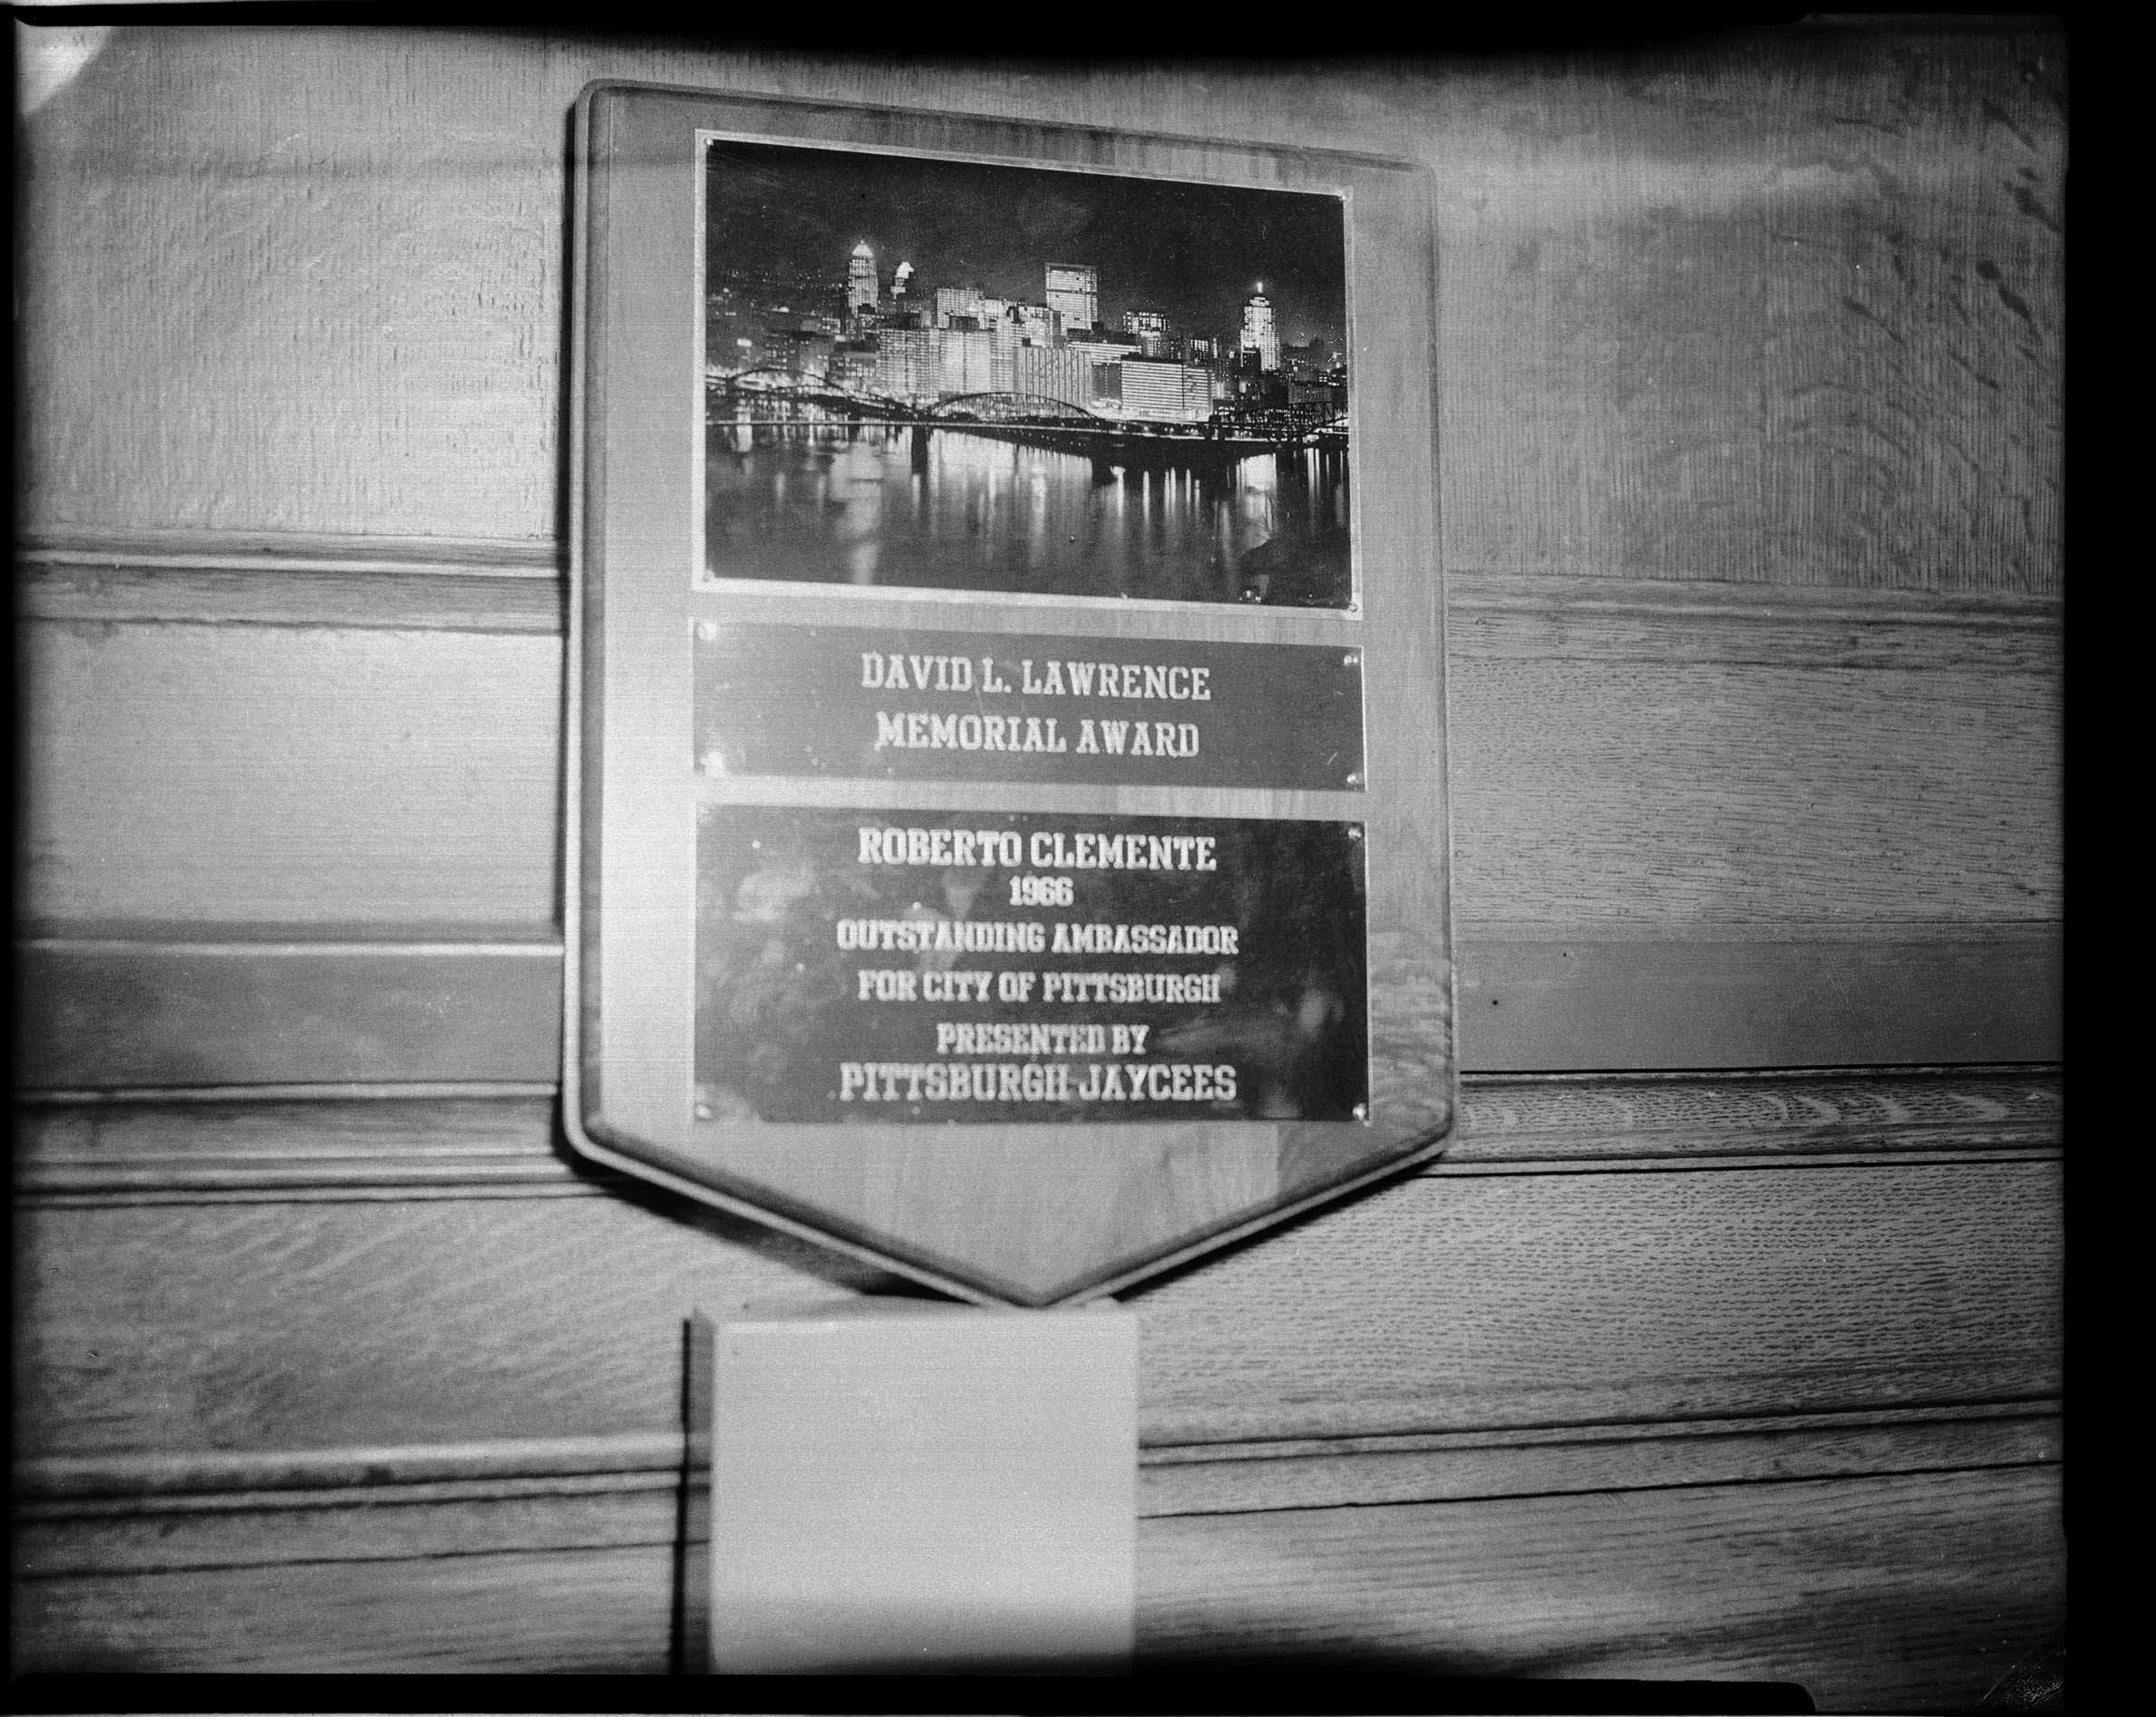 DAVID L. LAWRENCE
MEMORIAL AWARD
ROBERTO CLEMENTE
1966
OUTSTANDING AMBASSADOR
FOR CITY OF PITTSBURGH
PRESENTED BY
PITTSBURGH JAYCEES